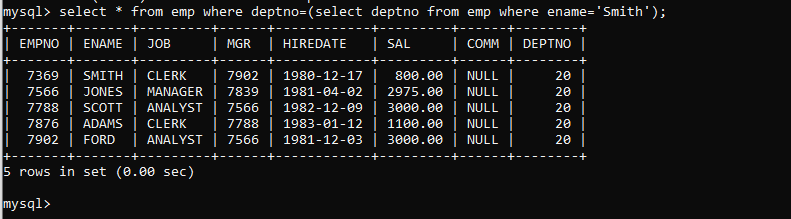 mysql> select * from emp where deptno=(select deptno from emp where ename='Smith');
+-------+-------+---------+------+------------+---------+------+--------+
| EMPNO | ENAME | JOB     | MGR  | HIREDATE   | SAL     | COMM | DEPTNO |
+-------+-------+---------+------+------------+---------+------+--------+
|  7369 | SMITH | CLERK   | 7902 | 1980-12-17 |  800.00 | NULL |     20 |
|  7566 | JONES | MANAGER | 7839 | 1981-04-02 | 2975.00 | NULL |     20 |
|  7788 | SCOTT | ANALYST | 7566 | 1982-12-09 | 3000.00 | NULL |     20 |
|  7876 | ADAMS | CLERK   | 7788 | 1983-01-12 | 1100.00 | NULL |     20 |
|  7902 | FORD  | ANALYST | 7566 | 1981-12-03 | 3000.00 | NULL |     20 |
+-------+-------+---------+------+------------+---------+------+--------+
5 rows in set (0.00 sec)
mysql>